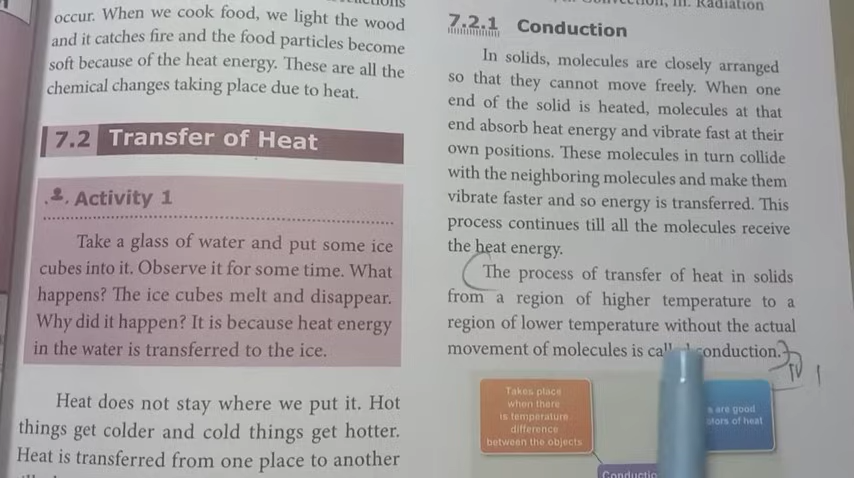 occur. When we cook food, we light the wood
and it catches fire and the food particles become
soft because of the heat energy. These are all the
chemical changes taking place due to heat.
7.2 Transfer of Heat
Activity 1
Take a glass of water and put some ice
cubes into it. Observe it for some time. What
happens? The ice cubes melt and disappear.
Why did it happen? It is because heat energy
in the water is transferred to the ice.
Heat does not stay where we put it. Hot
things get colder and cold things get hotter.
Heat is transferred from one place to another
Radiation
7.2.1 Conduction
In solids, molecules are closely arranged
so that they cannot move freely. When one
end of the solid is heated, molecules at that
end absorb heat energy and vibrate fast at their
own positions. These molecules in turn collide
with the neighboring molecules and make them
vibrate faster and so energy is transferred. This
process continues till all the molecules receive
the heat energy.
The process of transfer of heat in solids
from a region of higher temperature to a
region of lower temperature without the actual
movement of molecules is called conduction.
Takes place
when there
is temperature
difference
between the objects
are good
of heat